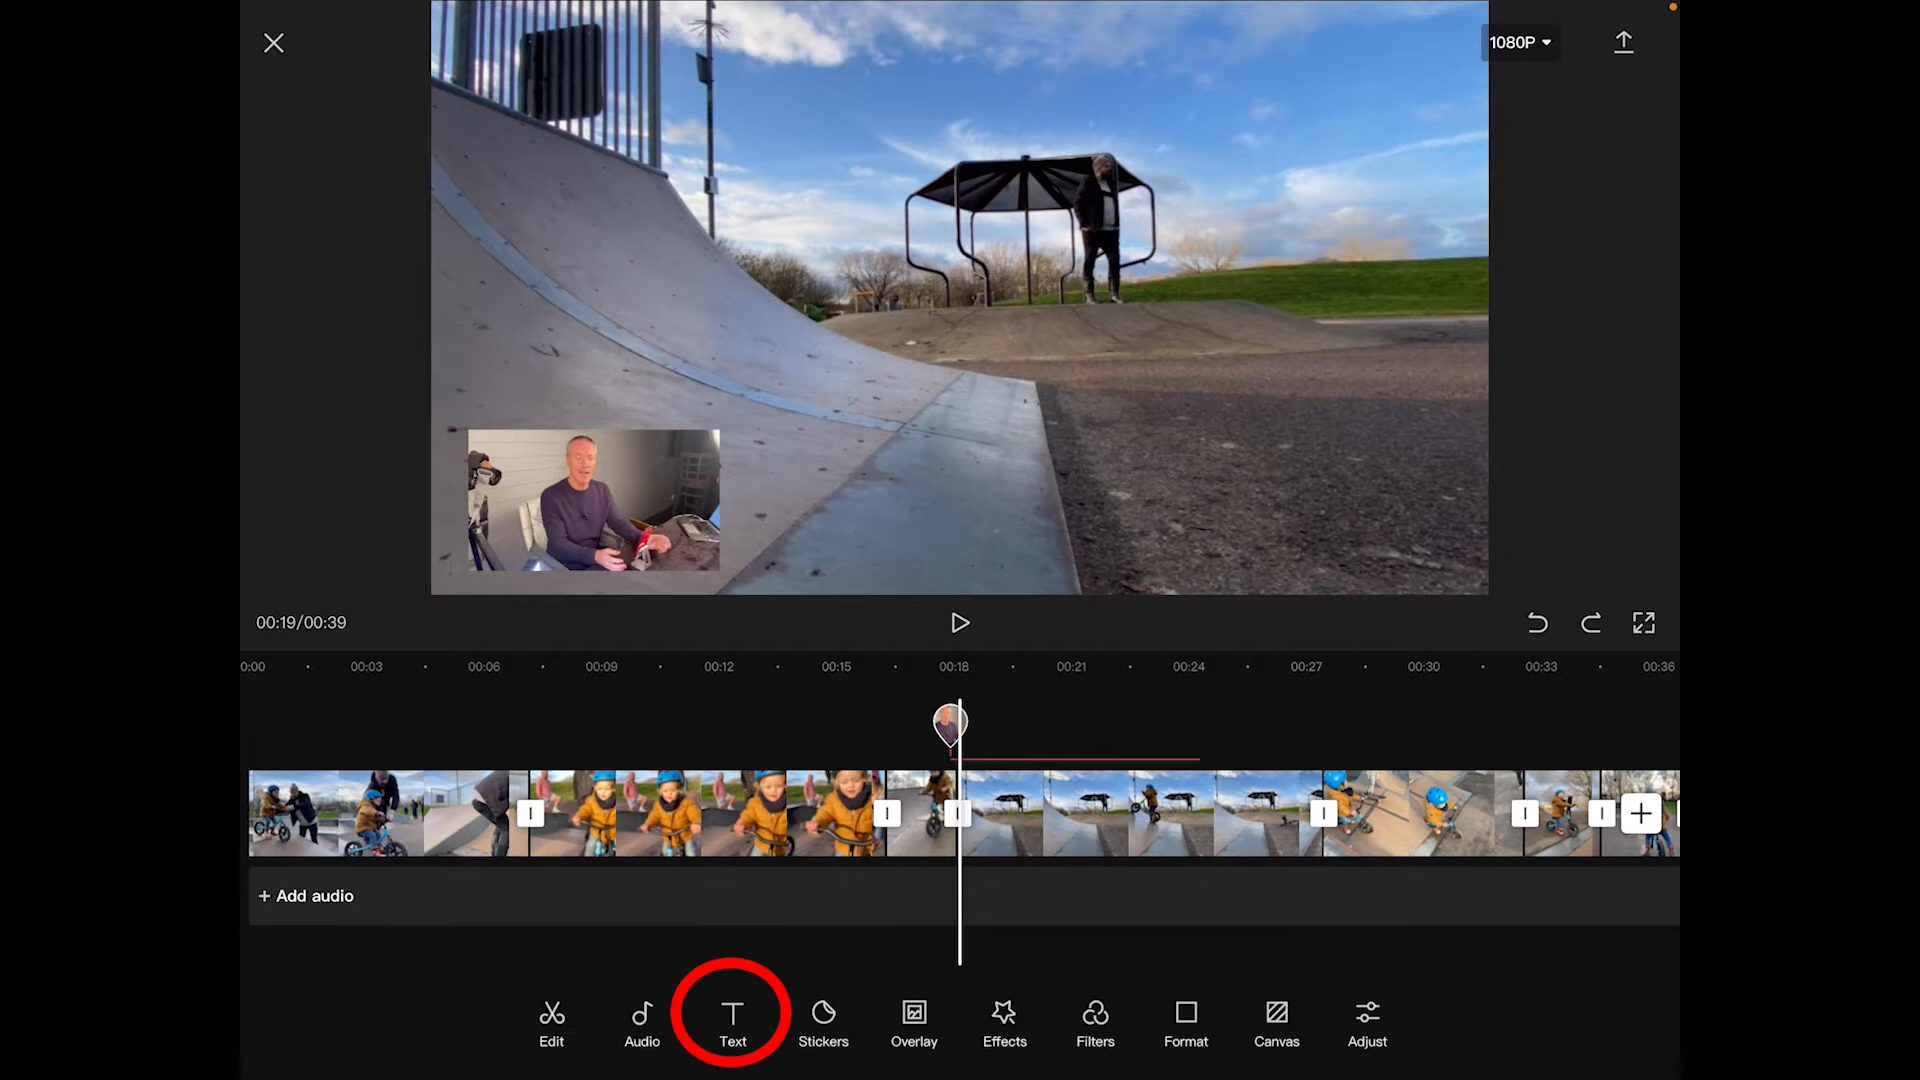 1080P
00:19/00:39
0:00 00:03 00:06 00:09 00:12 00:15 00:18 00:21 00:24 00:27 00:30 00:33 00:36
+ Add audio
Edit Audio Text Stickers Overlay Effects Filters Format Canvas Adjust